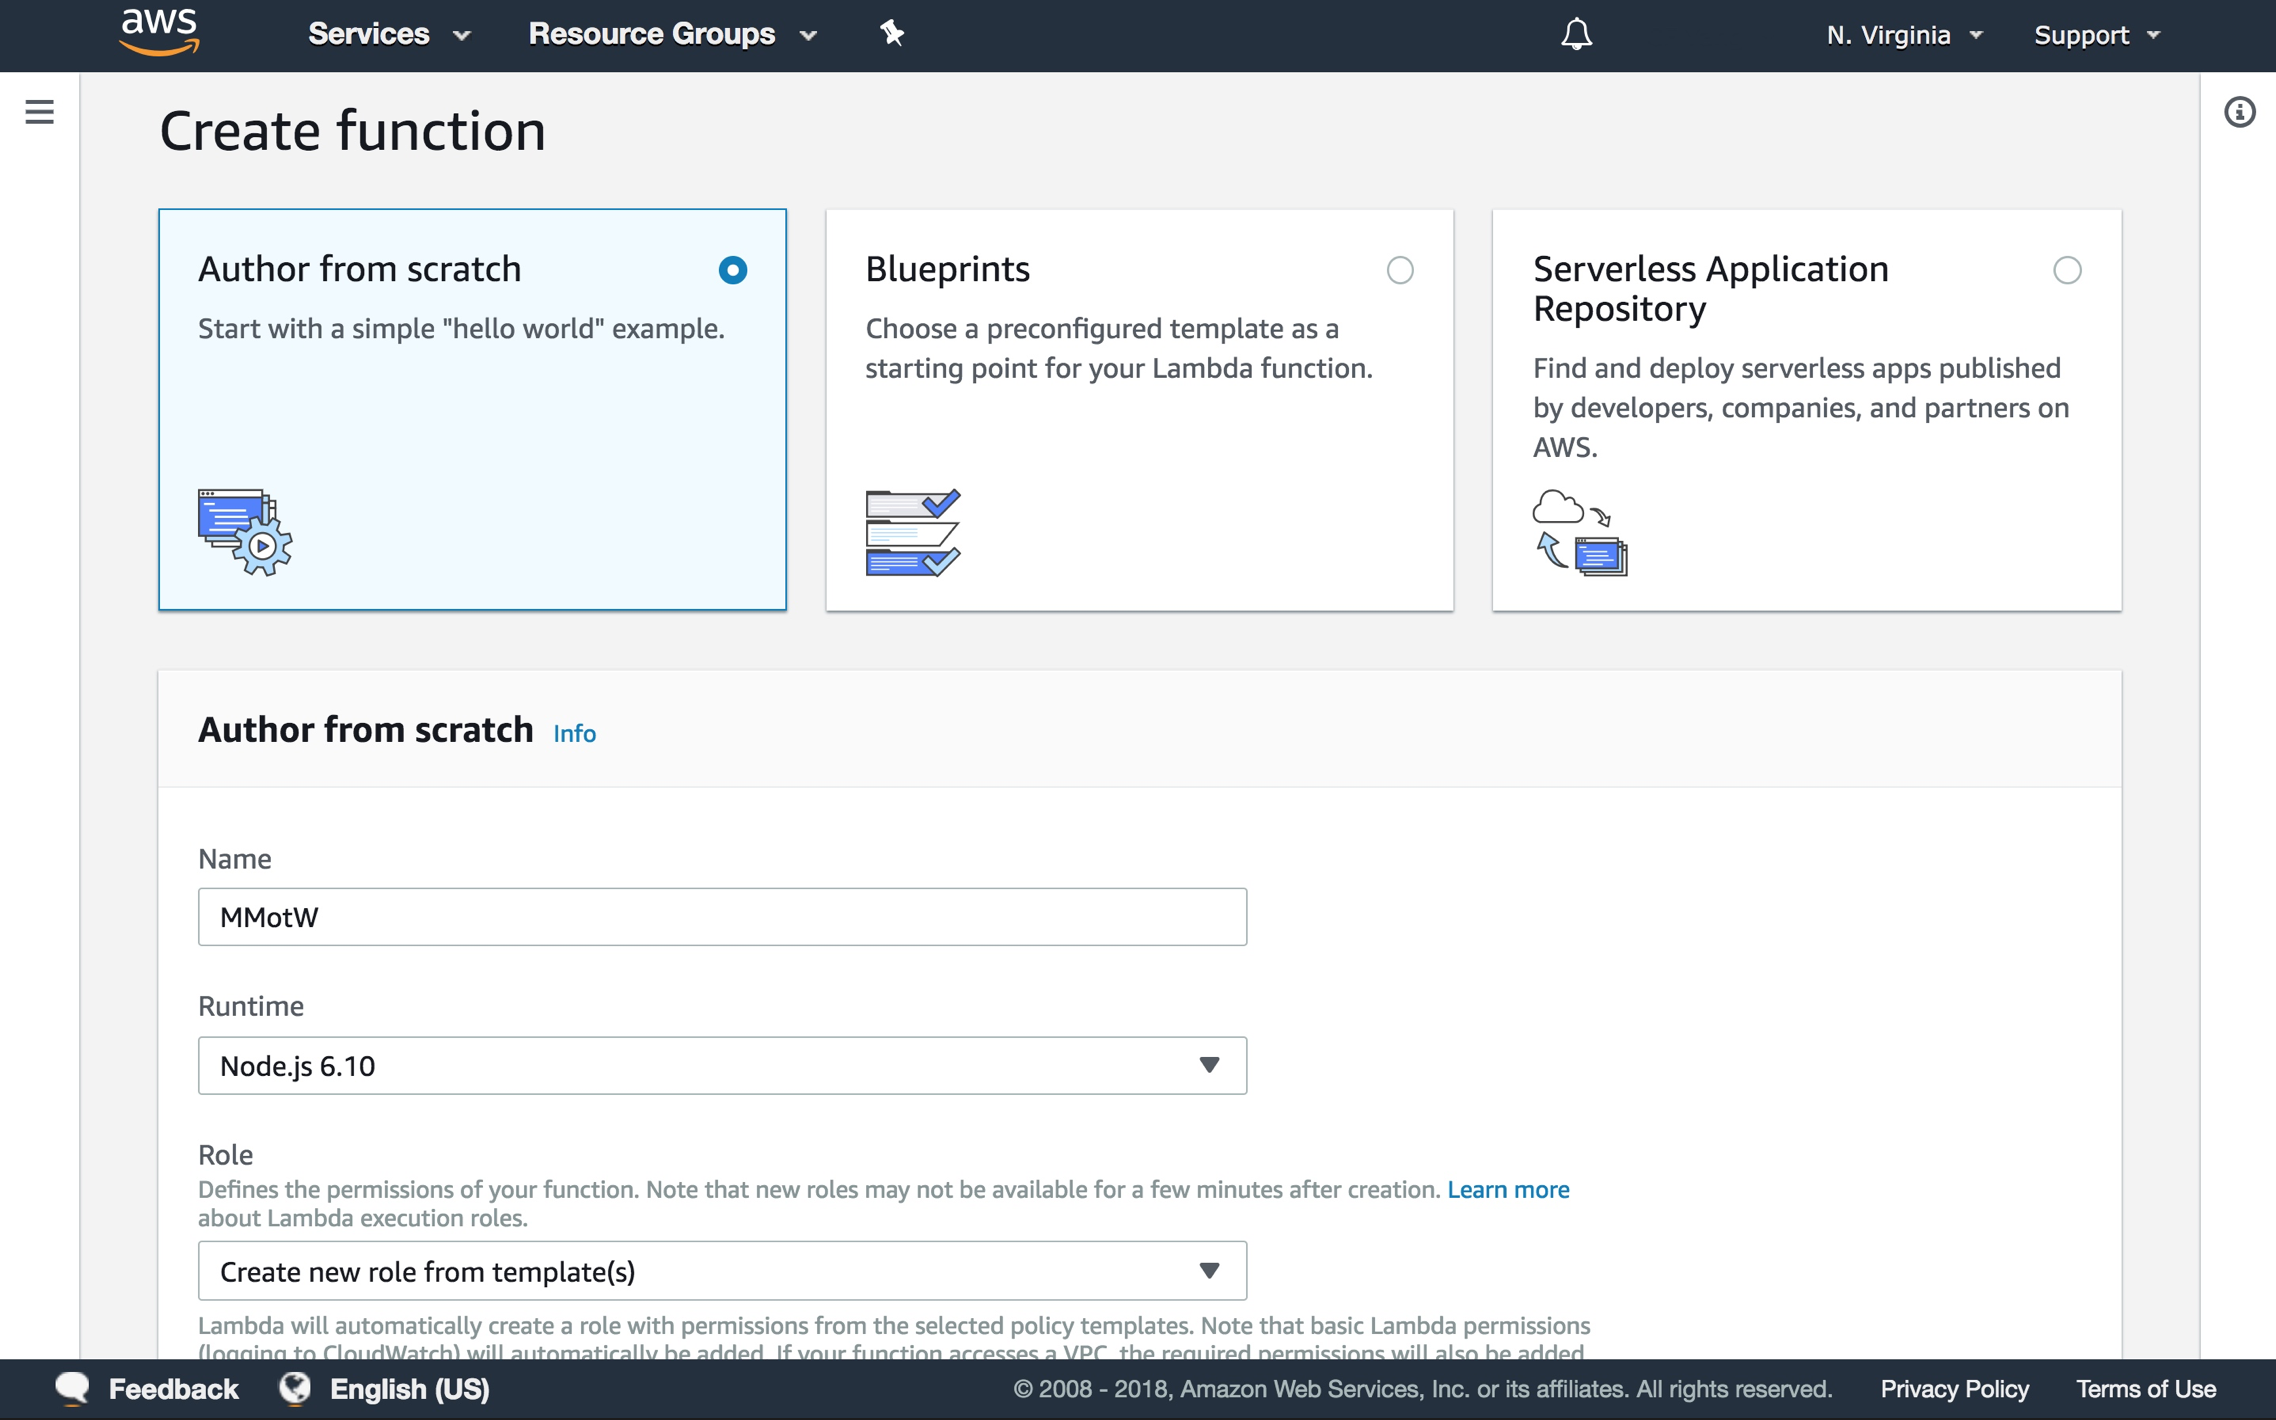 aws
Services
Resource Groups
N. Virginia
Support
Create function
Author from scratch
Start with a simple "hello world" example.
Blueprints
Choose a preconfigured template as a
starting point for your Lambda function.
Serverless Application
Repository
Find and deploy serverless apps published
by developers, companies, and partners on
AWS.
Author from scratch Info
Name
MMotW
Runtime
Node.js 6.10
Role
Defines the permissions of your function. Note that new roles may not be available for a few minutes after creation. Learn more
about Lambda execution roles.
Create new role from template(s)
Lambda will automatically create a role with permissions from the selected policy templates. Note that basic Lambda permissions
(logging to CloudWatch) will automatically be added. If your function accesses a VPC, the required permissions will also be added.
Feedback
English (US)
© 2008 - 2018, Amazon Web Services, Inc. or its affiliates. All rights reserved.
Privacy Policy
Terms of Use